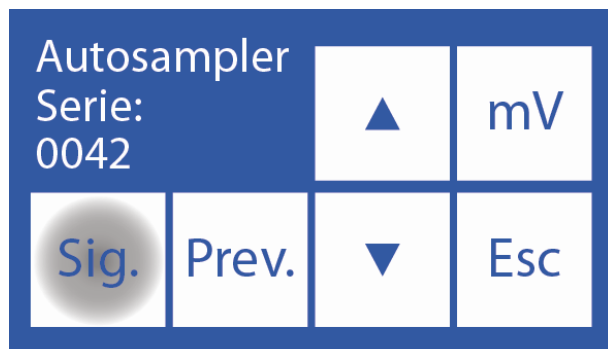 Autosampler
Serie:
0042
▲
mV
Sig.
Prev.
▼
Esc